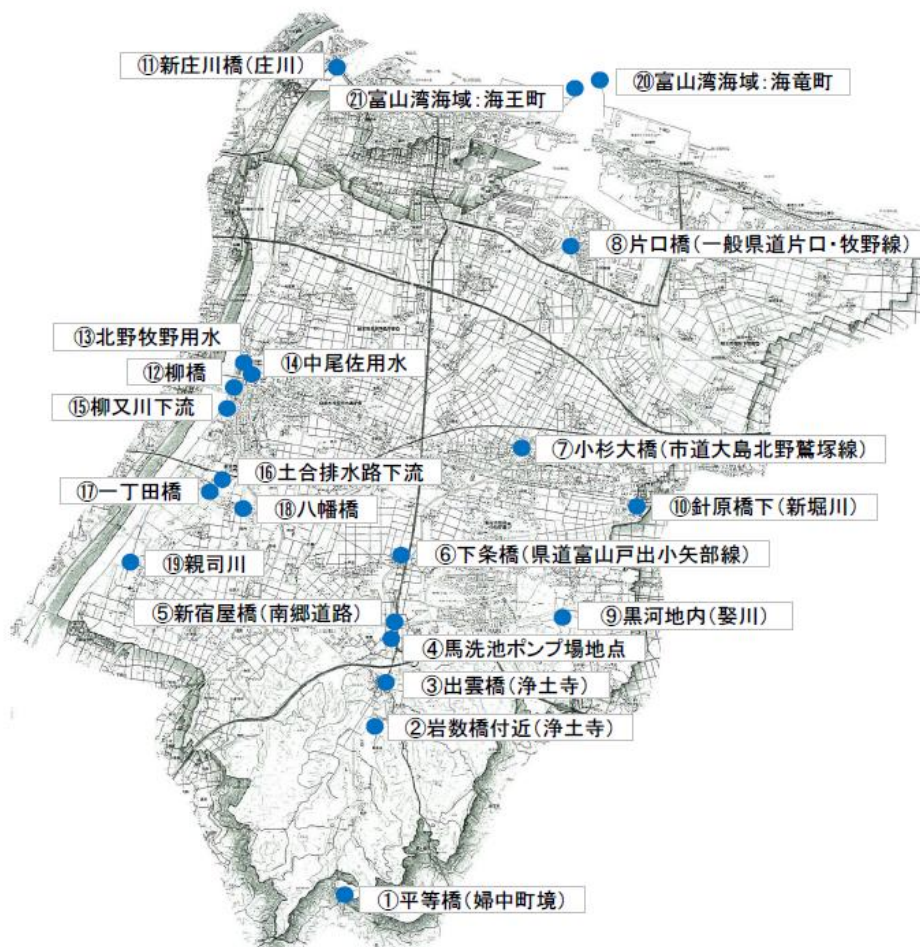 ⑪新庄川橋(庄川)
⑳富山湾海域:海竜町
㉑富山湾海域:海王町
⑧片口橋(一般県道片口・牧野線)
⑬北野牧野用水
⑭中尾佐用水
⑫柳橋
⑮柳又川下流
⑦小杉大橋(市道大島北野鷲塚線)
⑯土合排水路下流
⑰一丁田橋
⑱八幡橋
⑩針原橋下(新堀川)
⑥下条橋(県道富山戸出小矢部線)
⑲親司川
⑤新宿屋橋(南郷道路)
⑨黒河地内(娶川)
④馬洗池ポンプ場地点
③出雲橋(浄土寺)
②岩数橋付近(浄土寺)
①平等橋(婦中町境)